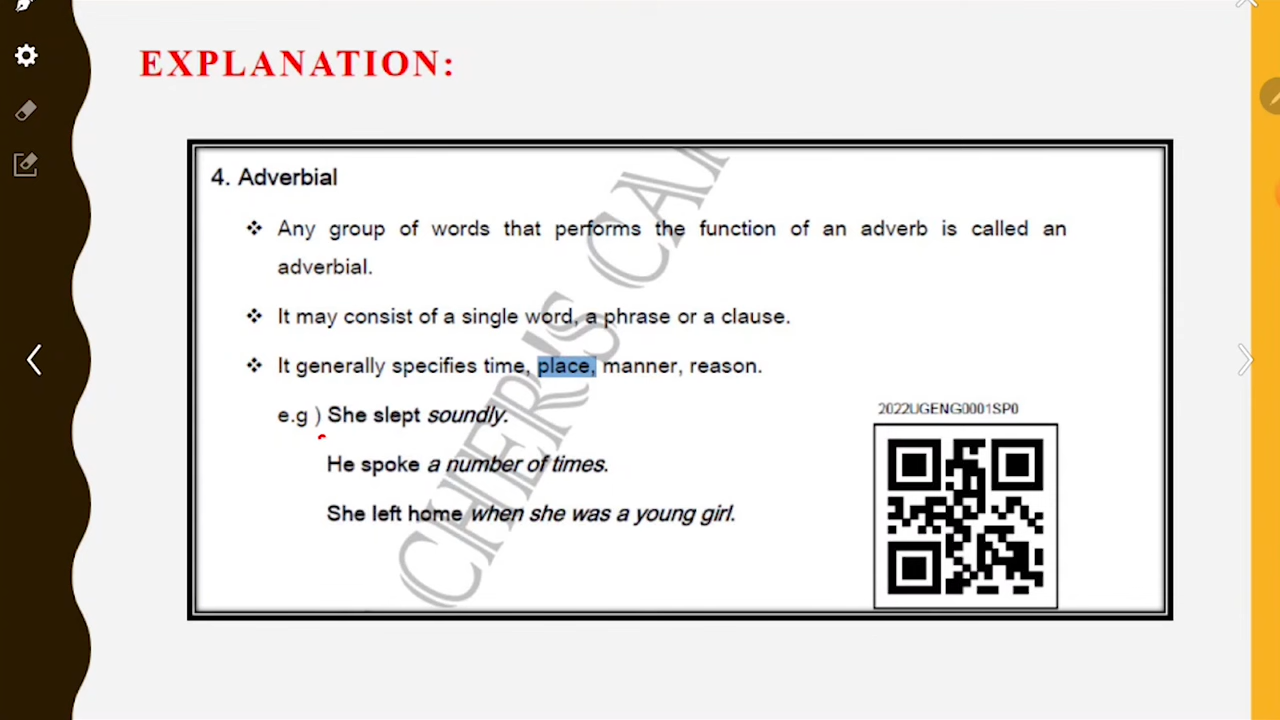 EXPLANATION:
4. Adverbial
❖ Any group of words that performs the function of an adverb is called an
adverbial.
❖ It may consist of a single word, a phrase or a clause.
❖ It generally specifies time, place, manner, reason.
e.g ) She slept soundly.
He spoke a number of times.
She left home when she was a young girl.
2022UGENG0001SP0